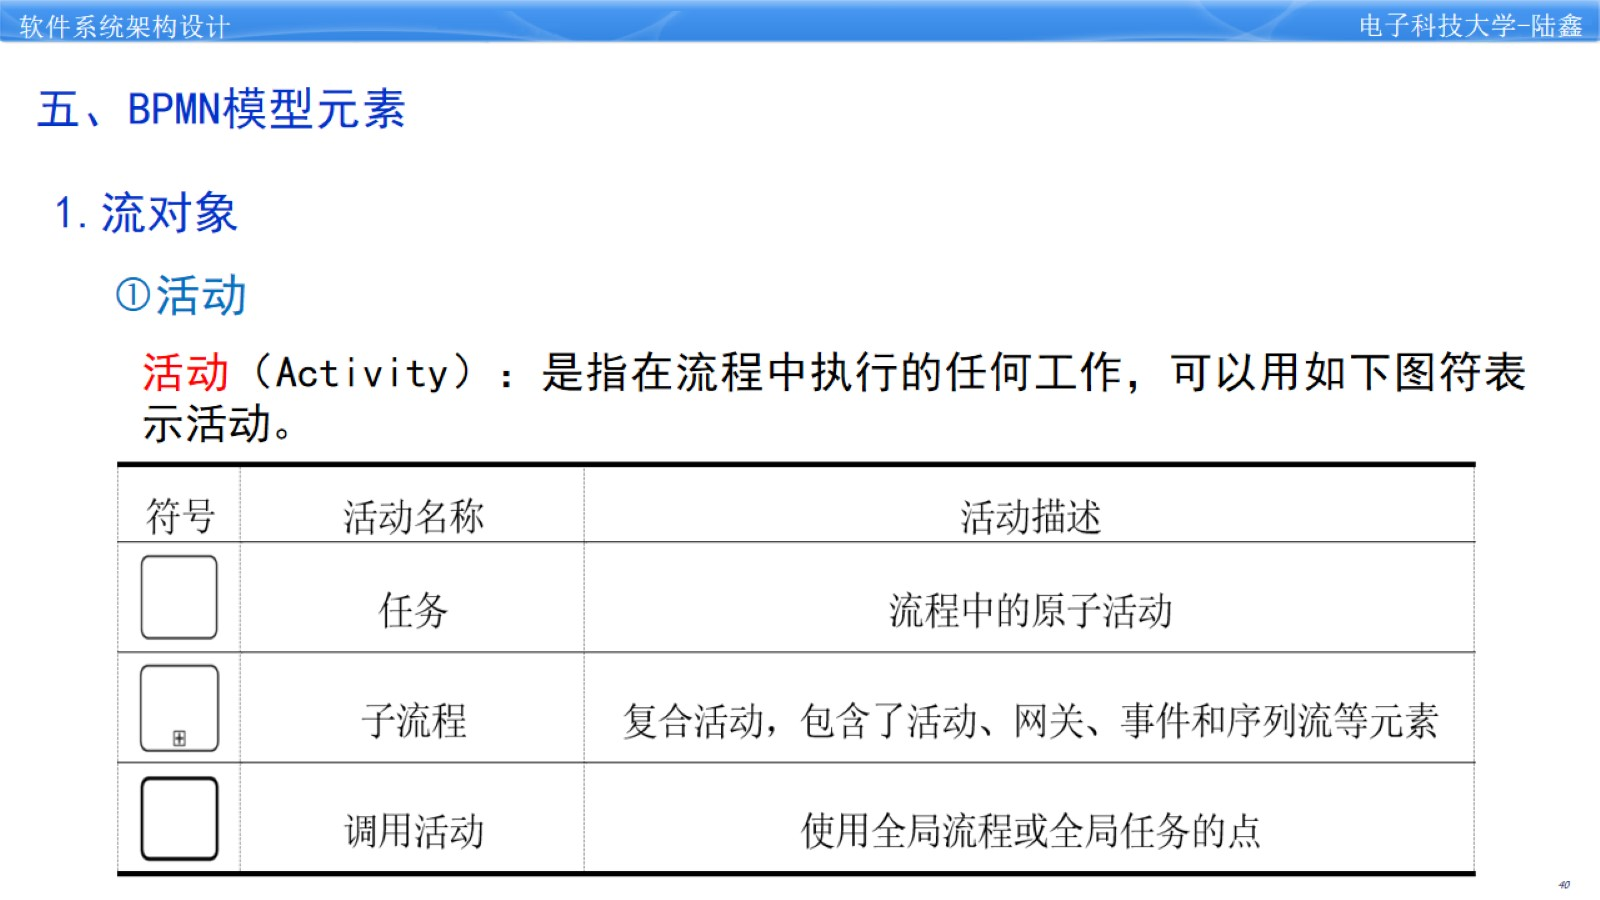 软件系统架构设计
电子科技大学-陆鑫
五、BPMN模型元素
1.流对象
①活动
活动（Activity）：是指在流程中执行的任何工作，可以用如下图符表
示活动。
符号 活动名称 活动描述
任务 流程中的原子活动
子流程 复合活动，包含了活动、网关、事件和序列流等元素
调用活动 使用全局流程或全局任务的点
40